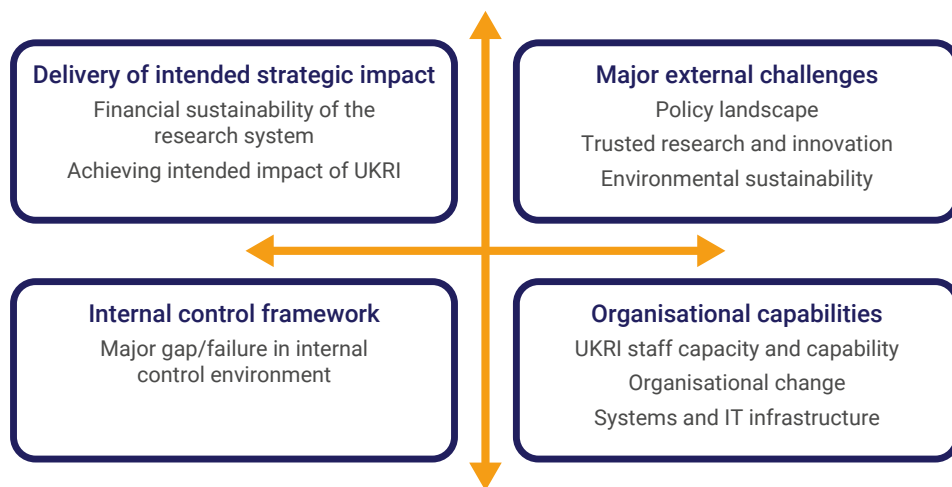 Delivery of intended strategic impact
Financial sustainability of the
research system
Achieving intended impact of UKRI
Major external challenges
Policy landscape
Trusted research and innovation
Environmental sustainability
Internal control framework
Major gap/failure in internal
control environment
Organisational capabilities
UKRI staff capacity and capability
Organisational change
Systems and IT infrastructure